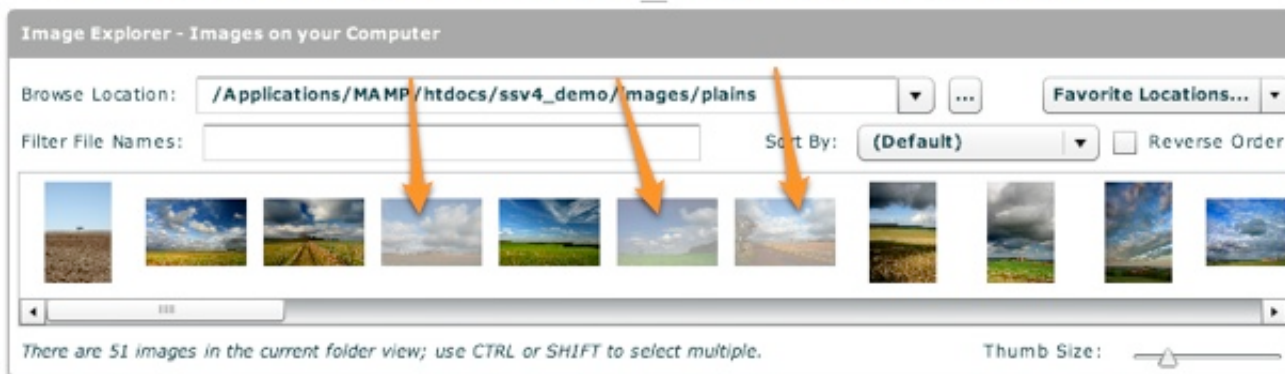 Image Explorer - Images on your Computer
Browse Location: /Applications/MAMP/htdocs/ssv4_demo/images/plains ... Favorite Locations...
Filter File Names: Sort By: (Default) Reverse Order
There are 51 images in the current folder view; use CTRL or SHIFT to select multiple. Thumb Size: